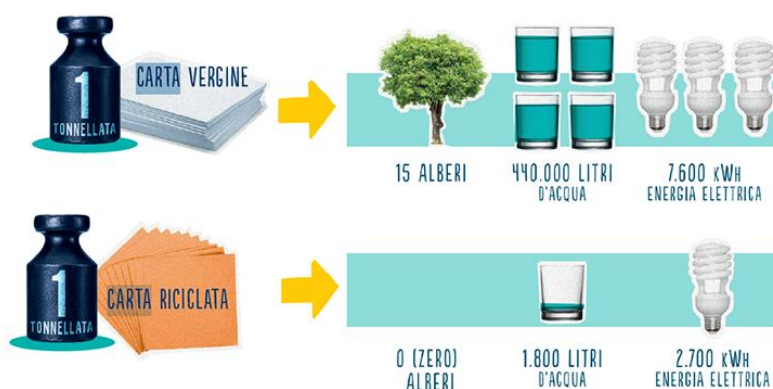 1
TONNELLATA
CARTA VERGINE
15 ALBERI
440.000 LITRI
D'ACQUA
7.600 kWh
ENERGIA ELETTRICA
1
TONNELLATA
CARTA RICICLATA
0 (ZERO)
ALBERI
1.800 LITRI
D'ACQUA
2.700 kWh
ENERGIA ELETTRICA